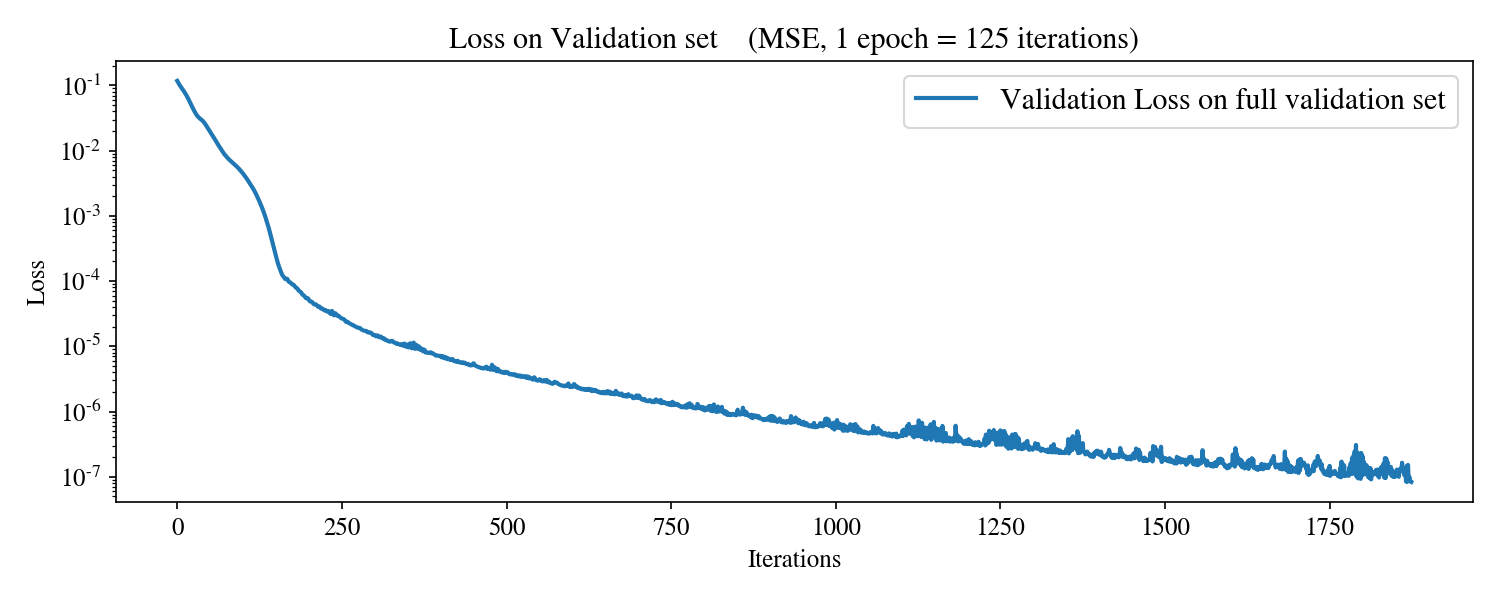 Loss on Validation set    (MSE, 1 epoch = 125 iterations)
Validation Loss on full validation set
Loss
10⁻¹
10⁻²
10⁻³
10⁻⁴
10⁻⁵
10⁻⁶
10⁻⁷
0 250 500 750 1000 1250 1500 1750
Iterations